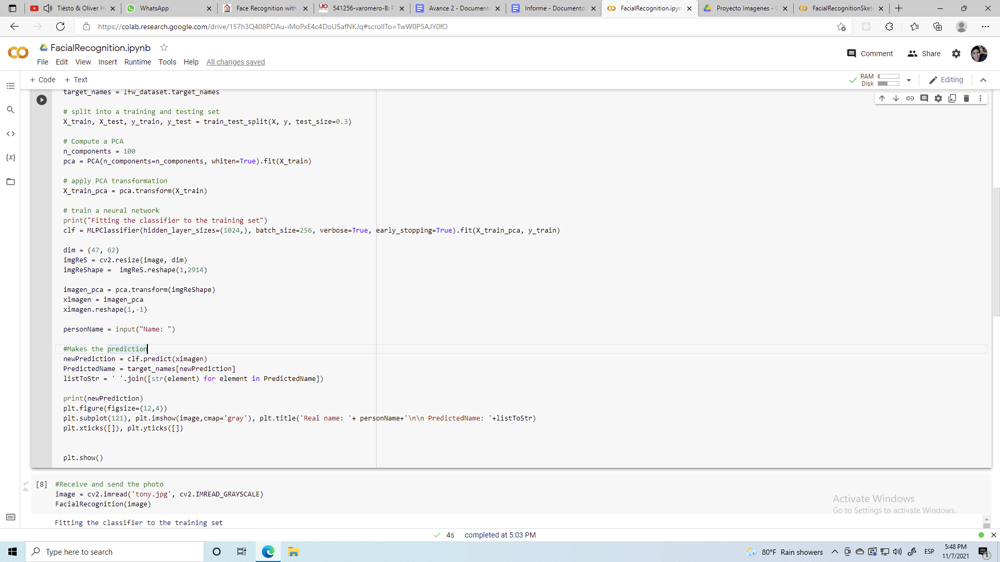 Tiësto & Oliver H
WhatsApp
Face Recognition with
541256-varomero-B: P
Avance 2 - Documento
Informe - Documentos
FacialRecognition.ipyn
Proyecto Imagenes - G
FacialRecognitionSket
https://colab.research.google.com/drive/157h3Q408POAu-iMoPxE4c4DoU5afNKJq#scrollTo=TwW0P5AJY0fO
FacialRecognition.ipynb
Comment
Share
File Edit View Insert Runtime Tools Help All changes saved
+ Code + Text
RAM
Disk
Editing
target_names = lfw_dataset.target_names
# split into a training and testing set
X_train, X_test, y_train, y_test = train_test_split(X, y, test_size=0.3)
# Compute a PCA
n_components = 100
pca = PCA(n_components=n_components, whiten=True).fit(X_train)
# apply PCA transformation
X_train_pca = pca.transform(X_train)
# train a neural network
print("Fitting the classifier to the training set")
clf = MLPClassifier(hidden_layer_sizes=(1024,), batch_size=256, verbose=True, early_stopping=True).fit(X_train_pca, y_train)
dim = (47, 62)
imgReS = cv2.resize(image, dim)
imgReShape =  imgReS.reshape(1,2914)
imagen_pca = pca.transform(imgReShape)
ximagen = imagen_pca
ximagen.reshape(1,-1)
personName = input("Name: ")
#Makes the prediction
newPrediction = clf.predict(ximagen)
PredictedName = target_names[newPrediction]
listToStr = ' '.join([str(element) for element in PredictedName])
print(newPrediction)
plt.figure(figsize=(12,4))
plt.subplot(121), plt.imshow(image,cmap='gray'), plt.title('Real name: '+ personName+'\n\n PredictedName: '+listToStr)
plt.xticks([]), plt.yticks([])
plt.show()
4s
[8]
#Receive and send the photo
image = cv2.imread('tony.jpg', cv2.IMREAD_GRAYSCALE)
FacialRecognition(image)
Fitting the classifier to the training set
Activate Windows
Go to Settings to activate Windows.
4s completed at 5:03 PM
Type here to search
80°F Rain showers
ESP
5:48 PM
11/7/2021
1